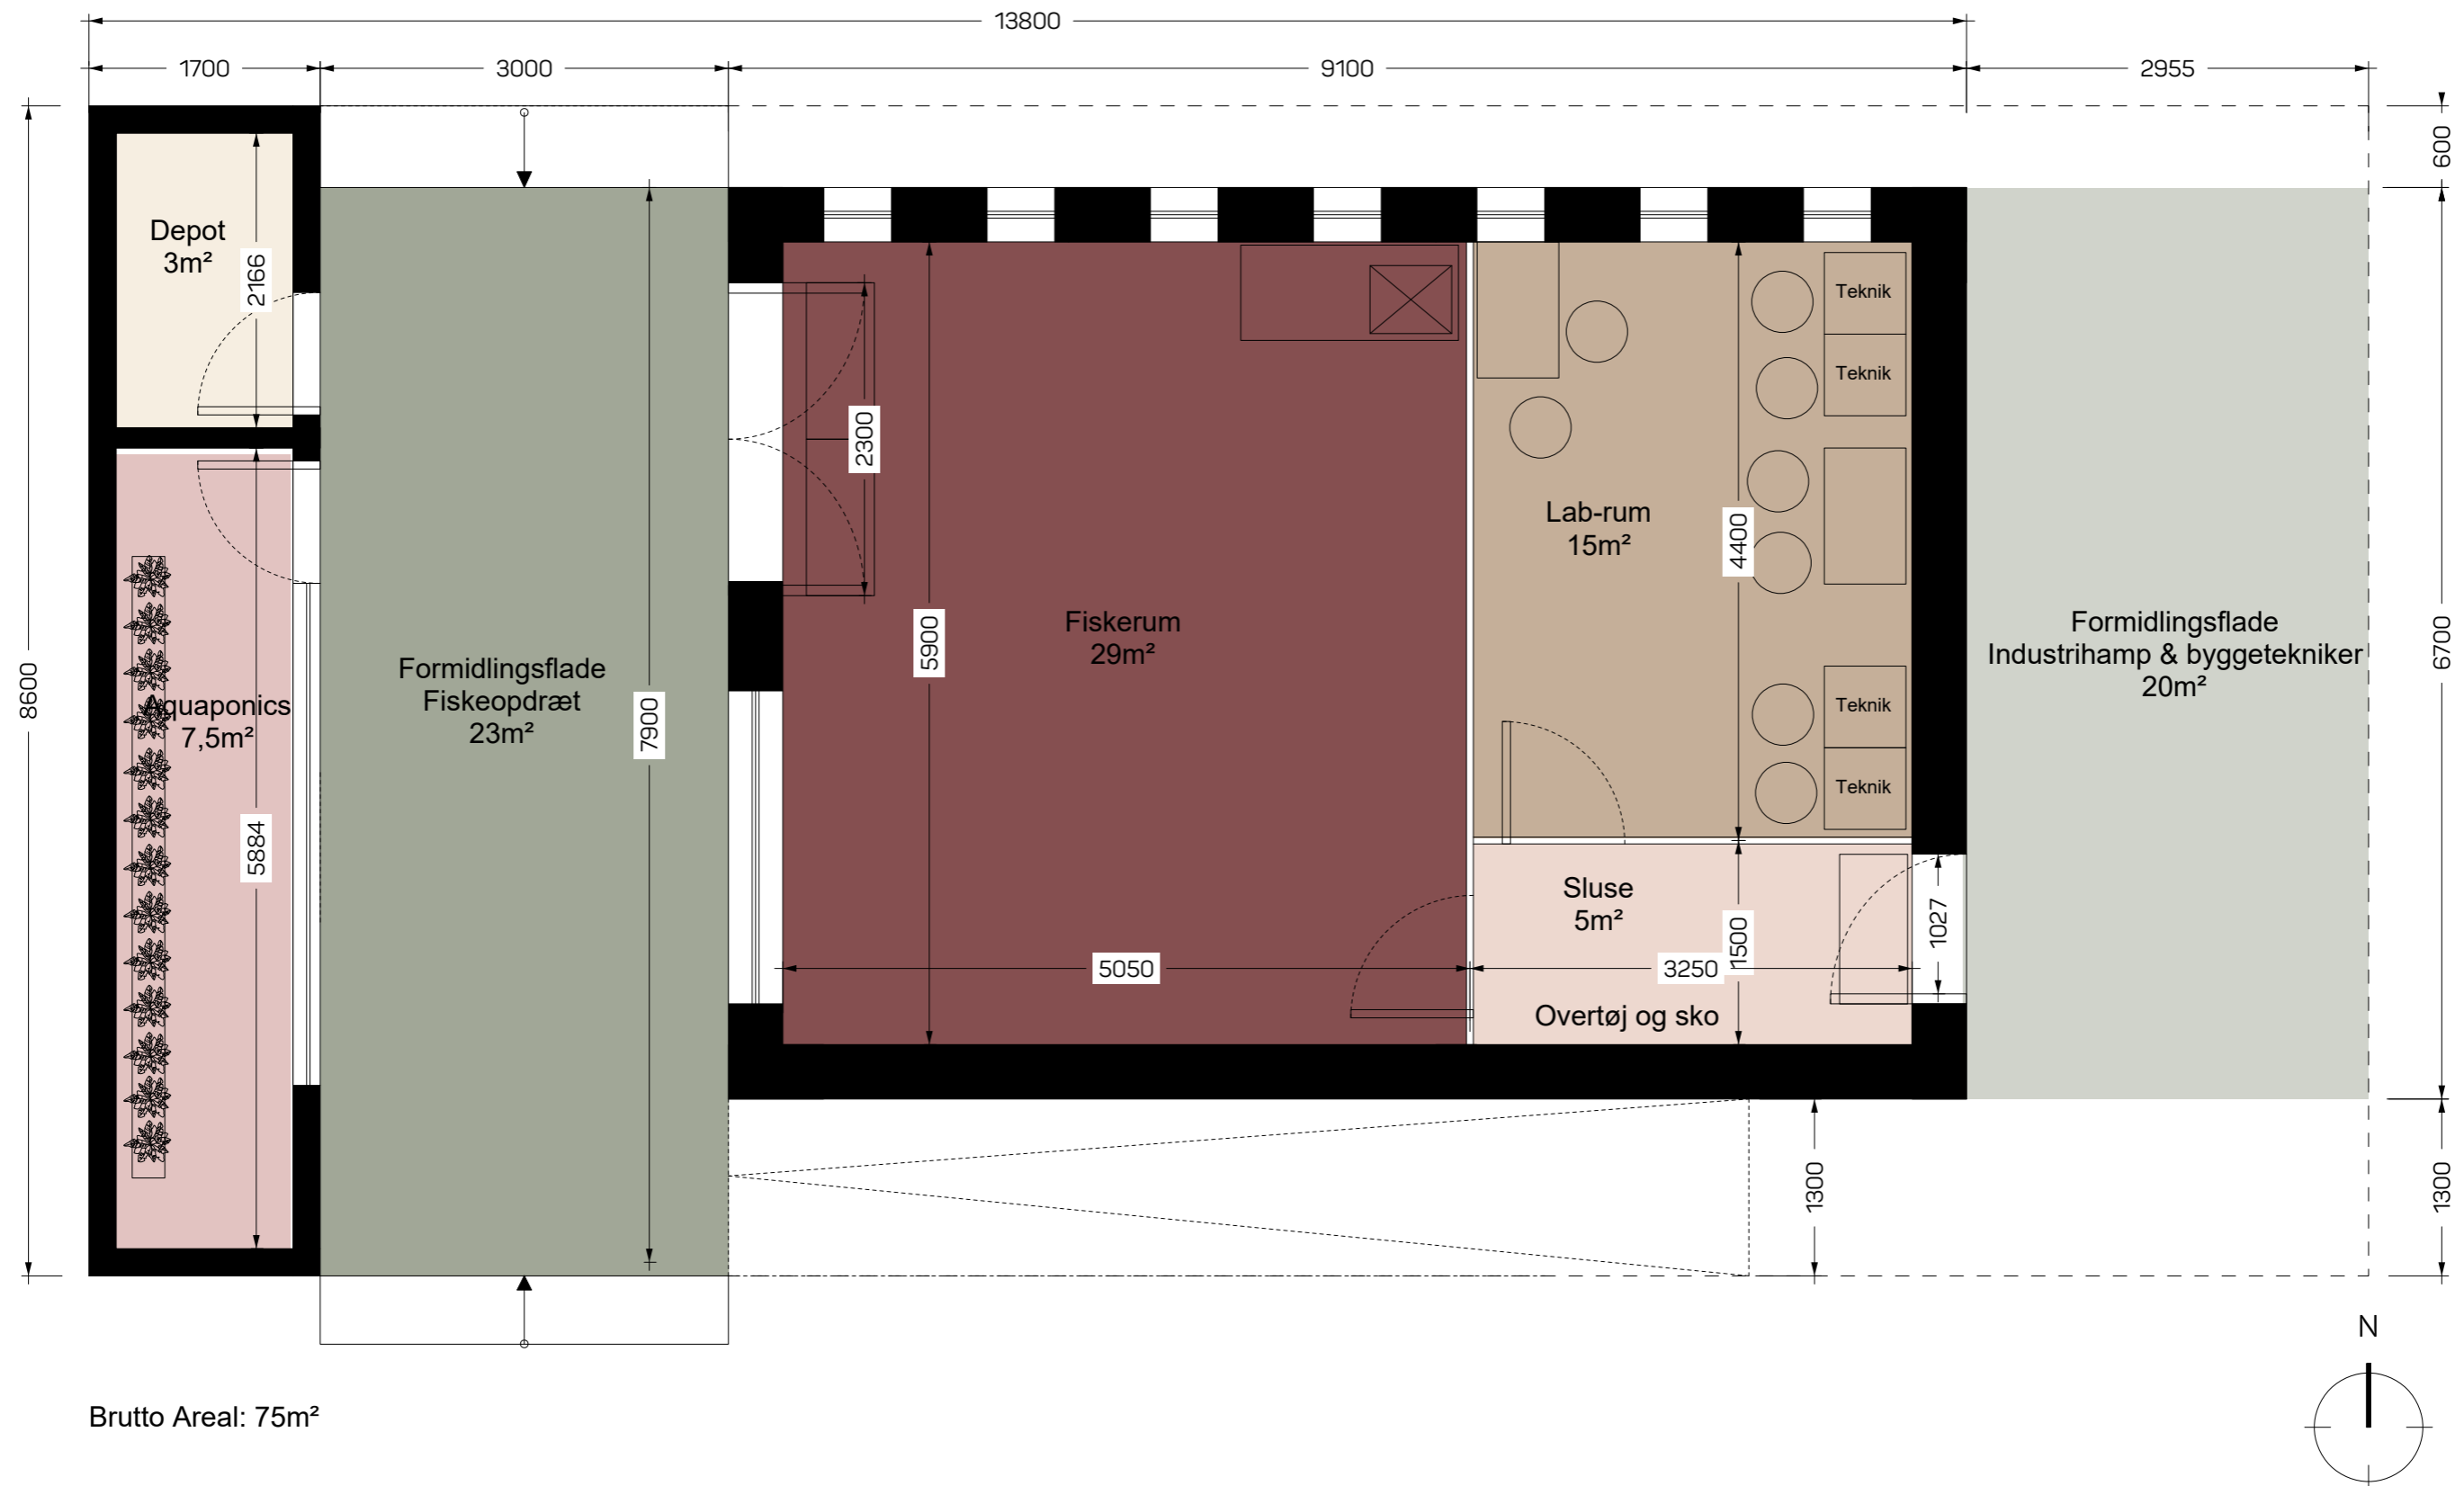 13800
1700
3000
9100
2955
600
Depot
3m²
2166
Teknik
Teknik
2300
Lab-rum
15m²
4400
8600
Aquaponics
7,5m²
5884
Formidlingsflade
Fiskeopdræt
23m²
7900
5900
Fiskerum
29m²
Formidlingsflade
Industrihamp & byggetekniker
20m²
6700
Teknik
Teknik
Sluse
5m²
1500
1027
5050
3250
Overtøj og sko
1300
1300
N
Brutto Areal: 75m²